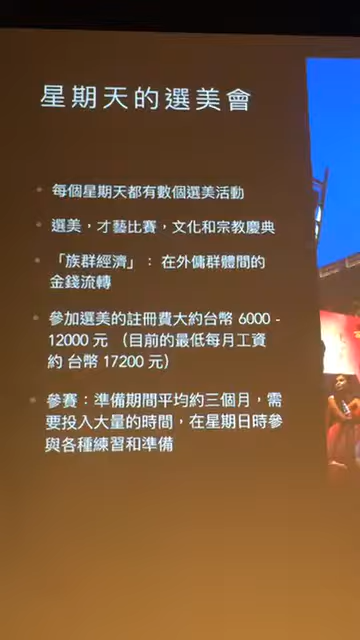 星期天的選美會
• 每個星期天都有數個選美活動
• 選美，才藝比賽，文化和宗教慶典
• 「族群經濟」： 在外傭群體間的
金錢流轉
• 參加選美的註冊費大約台幣 6000 -
12000 元 （目前的最低每月工資
約 台幣 17200 元）
• 參賽：準備期間平均約三個月，需
要投入大量的時間，在星期日時參
與各種練習和準備